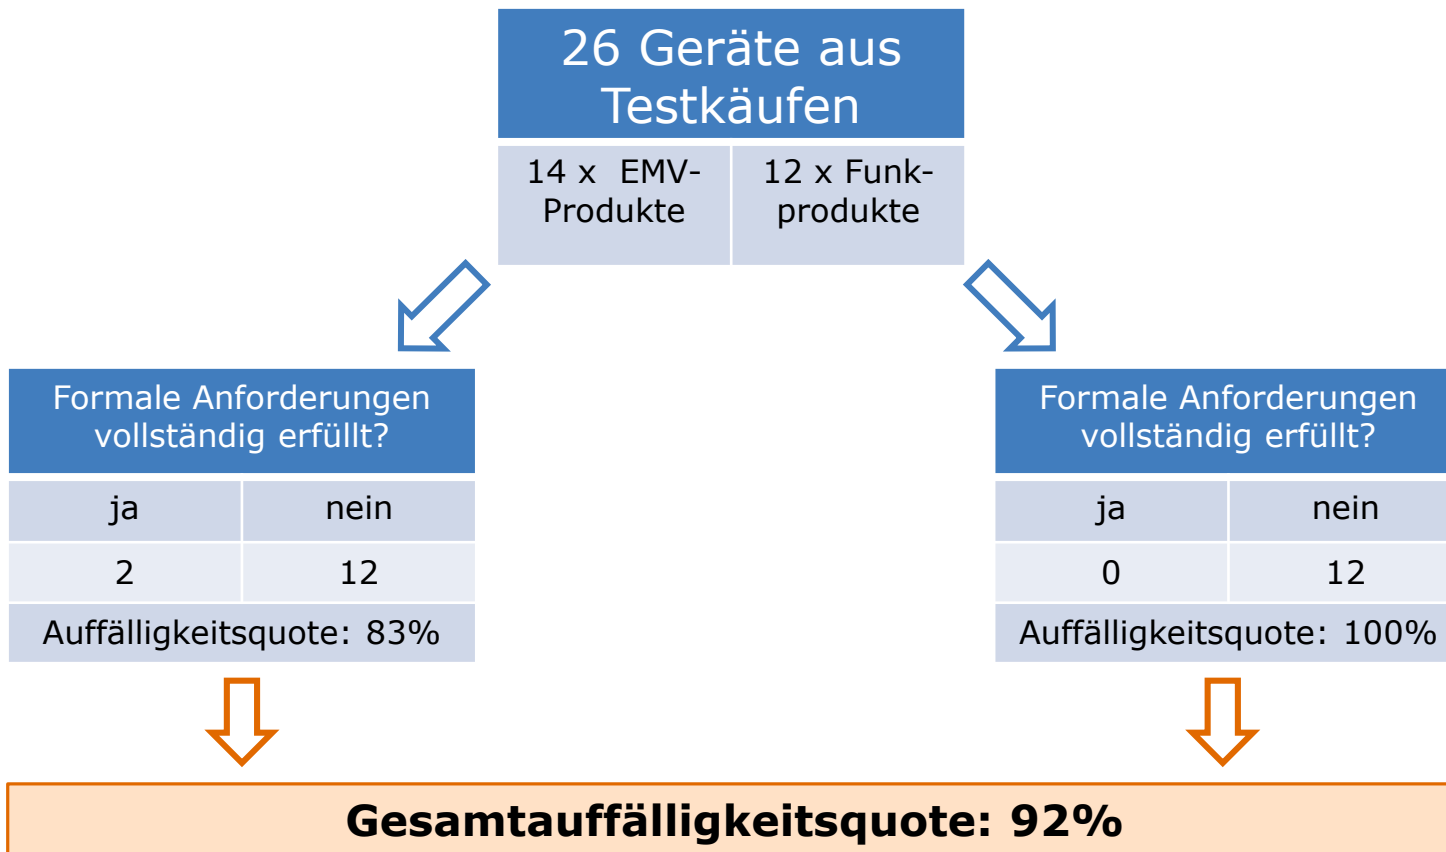 26 Geräte aus
Testkäufen
14 x  EMV-
Produkte
12 x Funk-
produkte
Formale Anforderungen
vollständig erfüllt?
ja
nein
2
12
Auffälligkeitsquote: 83%
Formale Anforderungen
vollständig erfüllt?
ja
nein
0
12
Auffälligkeitsquote: 100%
Gesamtauffälligkeitsquote: 92%